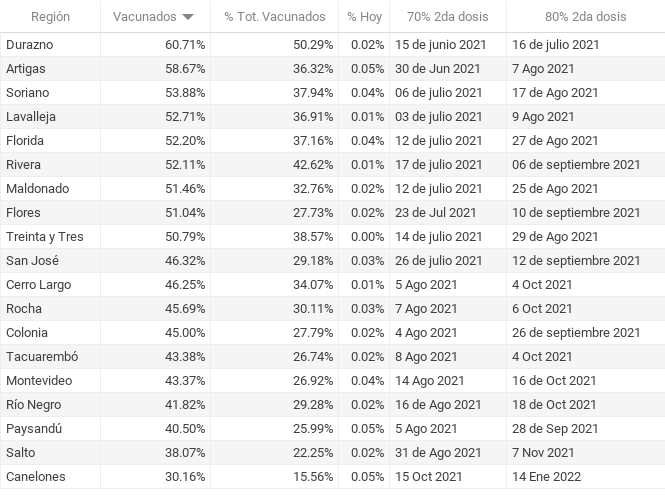 Región Vacunados % Tot. Vacunados % Hoy 70% 2da dosis 80% 2da dosis
Durazno 60.71% 50.29% 0.02% 15 de junio 2021 16 de julio 2021
Artigas 58.67% 36.32% 0.05% 30 de Jun 2021 7 Ago 2021
Soriano 53.88% 37.94% 0.04% 06 de julio 2021 17 de Ago 2021
Lavalleja 52.71% 36.91% 0.01% 03 de julio 2021 9 Ago 2021
Florida 52.20% 37.16% 0.04% 12 de julio 2021 27 de Ago 2021
Rivera 52.11% 42.62% 0.01% 17 de julio 2021 06 de septiembre 2021
Maldonado 51.46% 32.76% 0.02% 12 de julio 2021 25 de Ago 2021
Flores 51.04% 27.73% 0.02% 23 de Jul 2021 10 de septiembre 2021
Treinta y Tres 50.79% 38.57% 0.00% 14 de julio 2021 29 de Ago 2021
San José 46.32% 29.18% 0.03% 26 de julio 2021 12 de septiembre 2021
Cerro Largo 46.25% 34.07% 0.01% 5 Ago 2021 4 Oct 2021
Rocha 45.69% 30.11% 0.03% 7 Ago 2021 6 Oct 2021
Colonia 45.00% 27.79% 0.02% 4 Ago 2021 26 de septiembre 2021
Tacuarembó 43.38% 26.74% 0.02% 8 Ago 2021 4 Oct 2021
Montevideo 43.37% 26.92% 0.04% 14 Ago 2021 16 de Oct 2021
Río Negro 41.82% 29.28% 0.02% 16 de Ago 2021 18 de Oct 2021
Paysandú 40.50% 25.99% 0.05% 5 Ago 2021 28 de Sep 2021
Salto 38.07% 22.25% 0.02% 31 de Ago 2021 7 Nov 2021
Canelones 30.16% 15.56% 0.05% 15 Oct 2021 14 Ene 2022